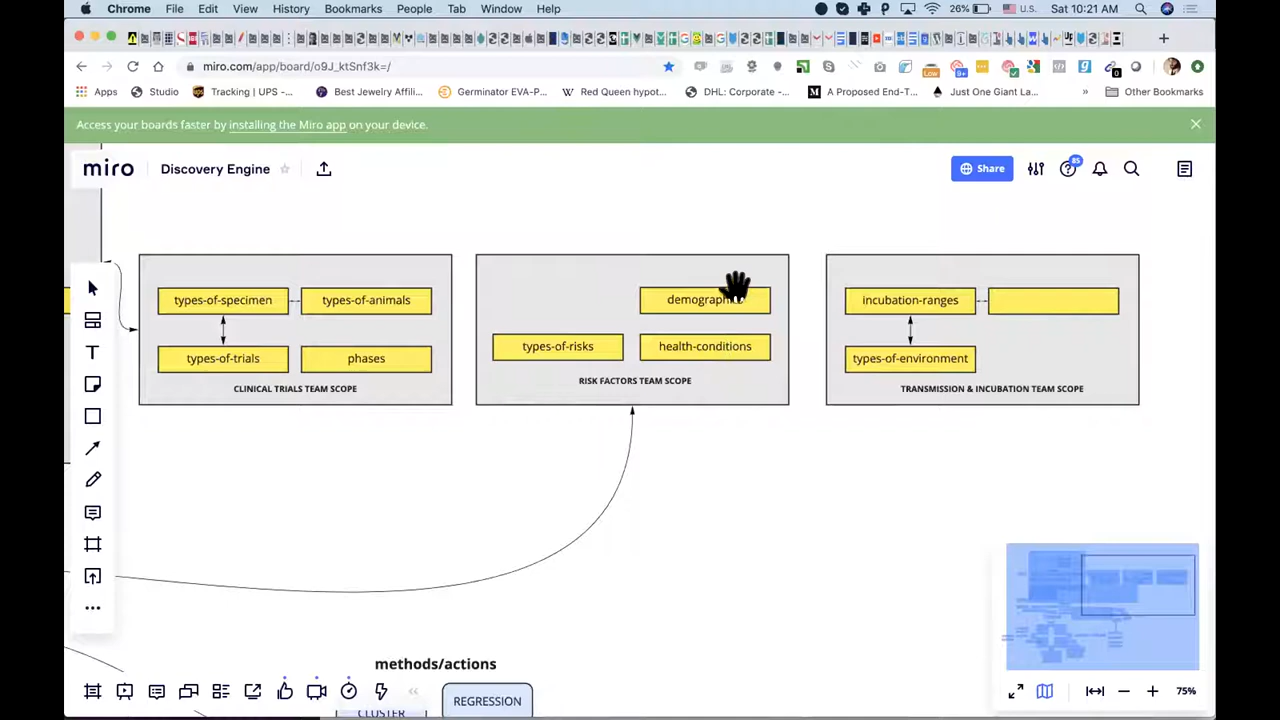 Chrome File Edit View History Bookmarks People Tab Window Help 26% U.S. Sat 10:21 AM
miro.com/app/board/o9J_ktSnf3k=/ Low 9+ 0
Apps Studio Tracking | UPS -... Best Jewelry Affili... Germinator EVA-P... Red Queen hypot... DHL: Corporate -... A Proposed End-T... Just One Giant La... » Other Bookmarks
Access your boards faster by installing the Miro app on your device.
miro Discovery Engine Share 85
types-of-specimen types-of-animals
types-of-trials phases
CLINICAL TRIALS TEAM SCOPE
types-of-risks health-conditions
RISK FACTORS TEAM SCOPE
incubation-ranges
types-of-environment
TRANSMISSION & INCUBATION TEAM SCOPE
methods/actions
CLUSTER REGRESSION
75%